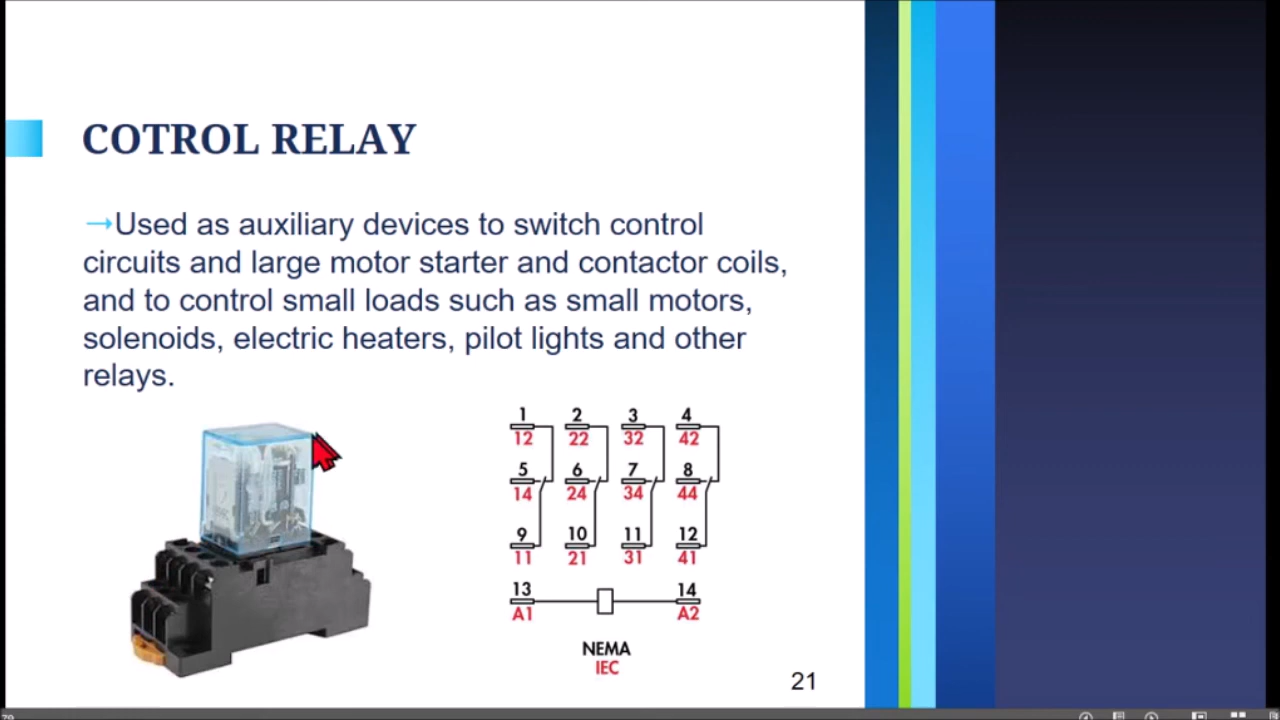 COTROL RELAY
→Used as auxiliary devices to switch control
circuits and large motor starter and contactor coils,
and to control small loads such as small motors,
solenoids, electric heaters, pilot lights and other
relays.
1 2 3 4
12 22 32 42
5 6 7 8
14 24 34 44
9 10 11 12
11 21 31 41
13 14
A1 A2
NEMA
IEC
21